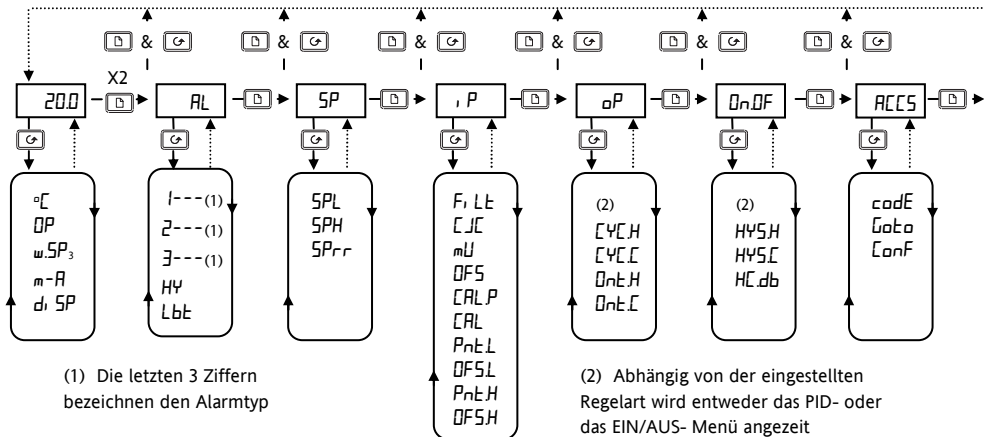 & & & & & &
X2
20.0 AL SP iP oP On.OF ACCS
°C
OP
w.SP3
m-A
diSP
1---(1)
2---(1)
3---(1)
HY
Lbt
SPL
SPH
SPrr
FiLt
CJC
mU
OFS
CAL.P
CAL
Pnt.L
OFS.L
Pnt.H
OFS.H
(2)
CYC.H
CYC.C
Ont.H
Ont.C
(2)
HYS.H
HYS.C
HC.db
codE
Goto
ConF
(1) Die letzten 3 Ziffern
bezeichnen den Alarmtyp
(2) Abhängig von der eingestellten
Regelart wird entweder das PID- oder
das EIN/AUS- Menü angezeit